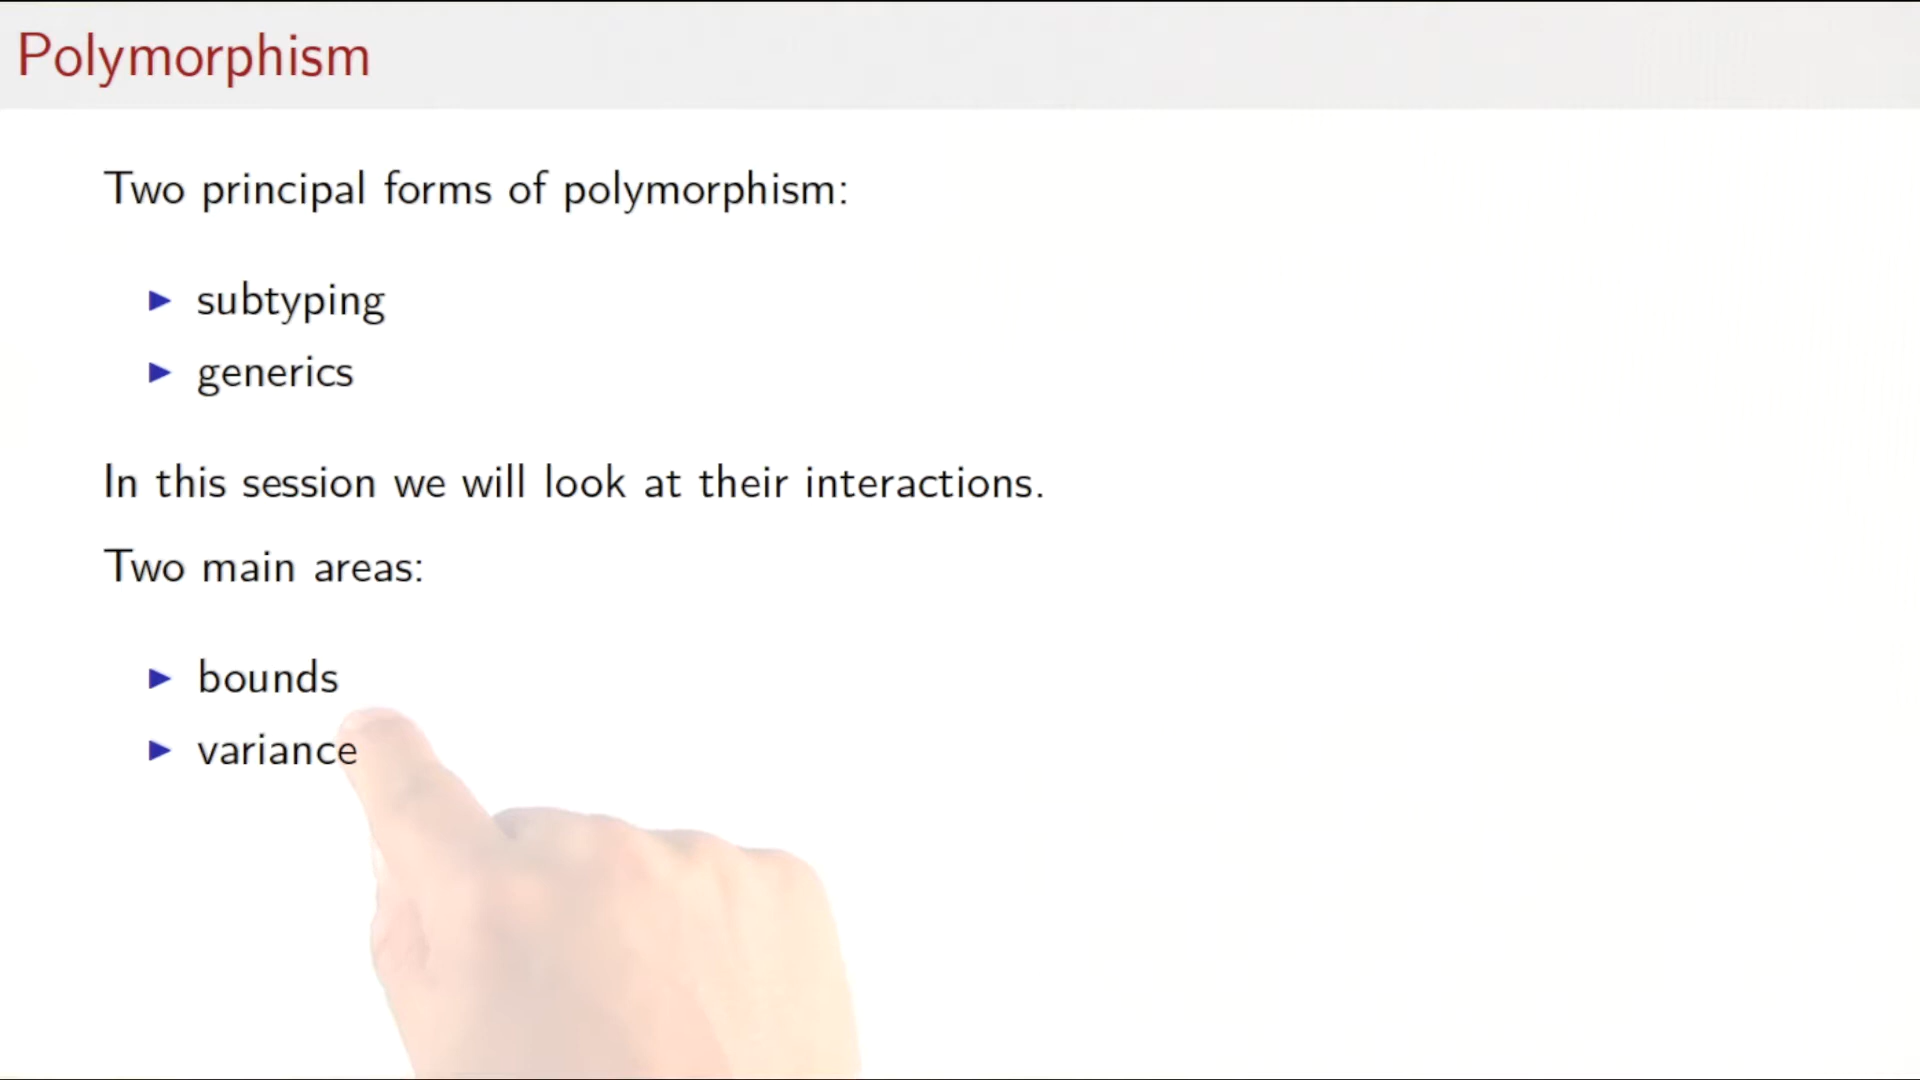 Polymorphism
Two principal forms of polymorphism:
subtyping
generics
In this session we will look at their interactions.
Two main areas:
bounds
variance